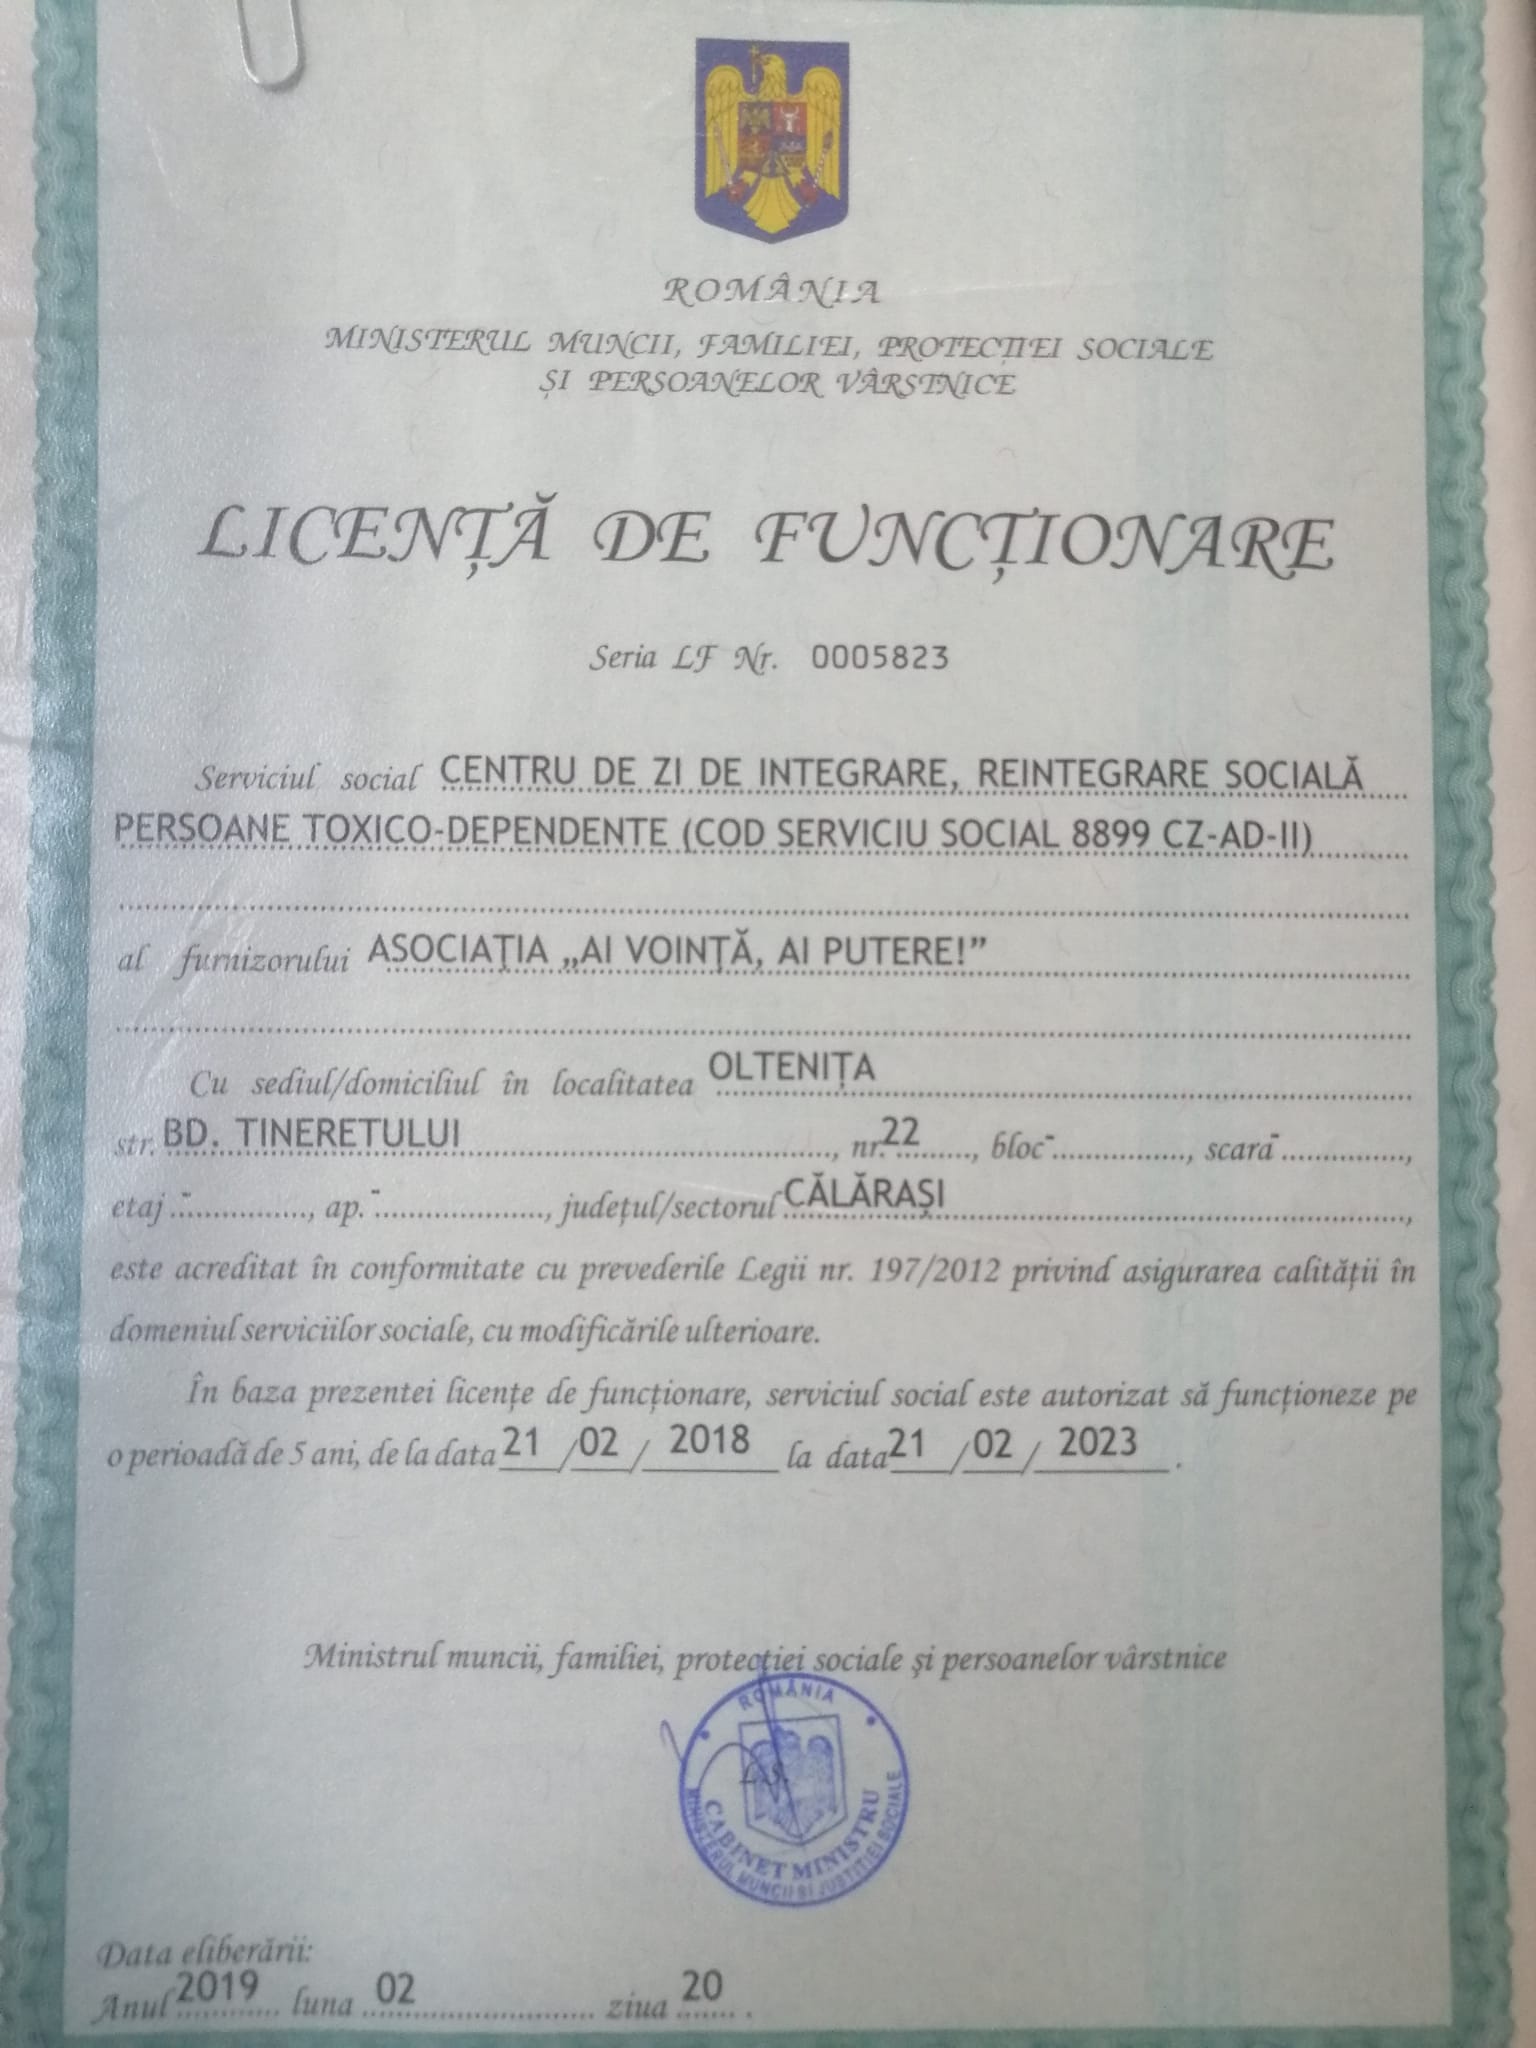 ROMÂNIA
MINISTERUL MUNCII, FAMILIEI, PROTECȚIEI SOCIALE
ȘI PERSOANELOR VÂRSTNICE
LICENȚĂ DE FUNCȚIONARE
Seria LF Nr. 0005823
Serviciul social CENTRU DE ZI DE INTEGRARE, REINTEGRARE SOCIALĂ
PERSOANE TOXICO-DEPENDENTE (COD SERVICIU SOCIAL 8899 CZ-AD-II)
al furnizorului ASOCIAȚIA „AI VOINȚĂ, AI PUTERE!”
Cu sediul/domiciliul în localitatea OLTENIȚA
str. BD. TINERETULUI, nr. 22, bloc -, scara -,
etaj -, ap. -, județul/sectorul CĂLĂRAȘI,
este acreditat în conformitate cu prevederile Legii nr. 197/2012 privind asigurarea calității în
domeniul serviciilor sociale, cu modificările ulterioare.
În baza prezentei licențe de funcționare, serviciul social este autorizat să funcționeze pe
o perioadă de 5 ani, de la data 21 / 02 / 2018 la data 21 / 02 / 2023 .
Ministrul muncii, familiei, protecției sociale și persoanelor vârstnice
ROMÂNIA
L.S.
CABINET MINISTRU
MINISTERUL MUNCII ȘI JUSTIȚIEI SOCIALE
Data eliberării:
Anul 2019 luna 02 ziua 20 .